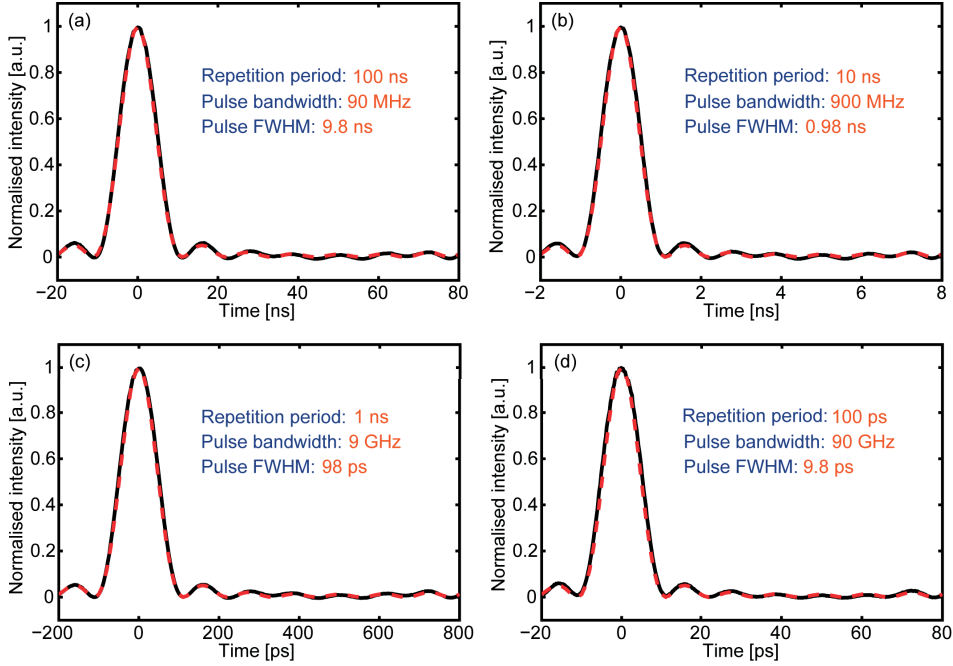 (a)
Normalised intensity [a.u.]
1
0.8
0.6
0.4
0.2
0
Repetition period: 100 ns
Pulse bandwidth: 90 MHz
Pulse FWHM: 9.8 ns
−20 0 20 40 60 80
Time [ns]
(b)
Normalised intensity [a.u.]
1
0.8
0.6
0.4
0.2
0
Repetition period: 10 ns
Pulse bandwidth: 900 MHz
Pulse FWHM: 0.98 ns
−2 0 2 4 6 8
Time [ns]
(c)
Normalised intensity [a.u.]
1
0.8
0.6
0.4
0.2
0
Repetition period: 1 ns
Pulse bandwidth: 9 GHz
Pulse FWHM: 98 ps
−200 0 200 400 600 800
Time [ps]
(d)
Normalised intensity [a.u.]
1
0.8
0.6
0.4
0.2
0
Repetition period: 100 ps
Pulse bandwidth: 90 GHz
Pulse FWHM: 9.8 ps
−20 0 20 40 60 80
Time [ps]